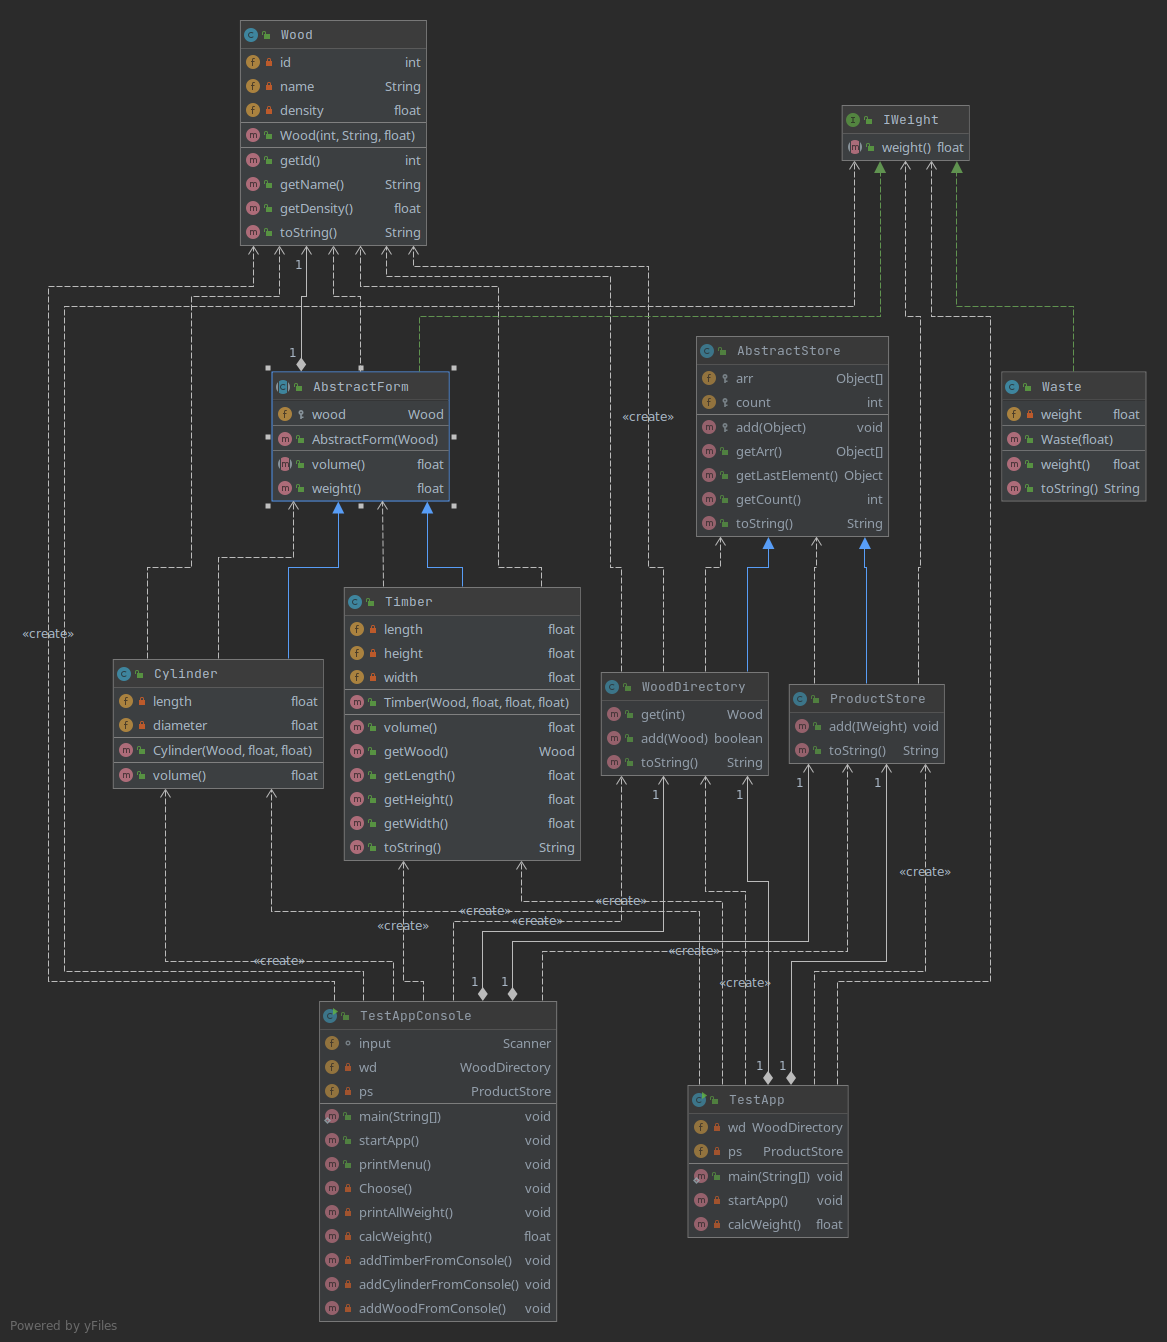 Wood
id int
name String
density float
Wood(int, String, float)
getId() int
getName() String
getDensity() float
toString() String
IWeight
weight() float
1
1
AbstractForm
wood Wood
AbstractForm(Wood)
volume() float
weight() float
AbstractStore
arr Object[]
count int
add(Object) void
getArr() Object[]
getLastElement() Object
getCount() int
toString() String
Waste
weight float
Waste(float)
weight() float
toString() String
«create»
«create»
Cylinder
length float
diameter float
Cylinder(Wood, float, float)
volume() float
Timber
length float
height float
width float
Timber(Wood, float, float, float)
volume() float
getWood() Wood
getLength() float
getHeight() float
getWidth() float
toString() String
WoodDirectory
get(int) Wood
add(Wood) boolean
toString() String
ProductStore
add(IWeight) void
toString() String
1
1
1
1
«create»
«create»
«create»
«create»
«create»
«create»
«create»
«create»
1
1
1
1
TestAppConsole
input Scanner
wd WoodDirectory
ps ProductStore
main(String[]) void
startApp() void
printMenu() void
Choose() void
printAllWeight() void
calcWeight() float
addTimberFromConsole() void
addCylinderFromConsole() void
addWoodFromConsole() void
TestApp
wd WoodDirectory
ps ProductStore
main(String[]) void
startApp() void
calcWeight() float
Powered by yFiles